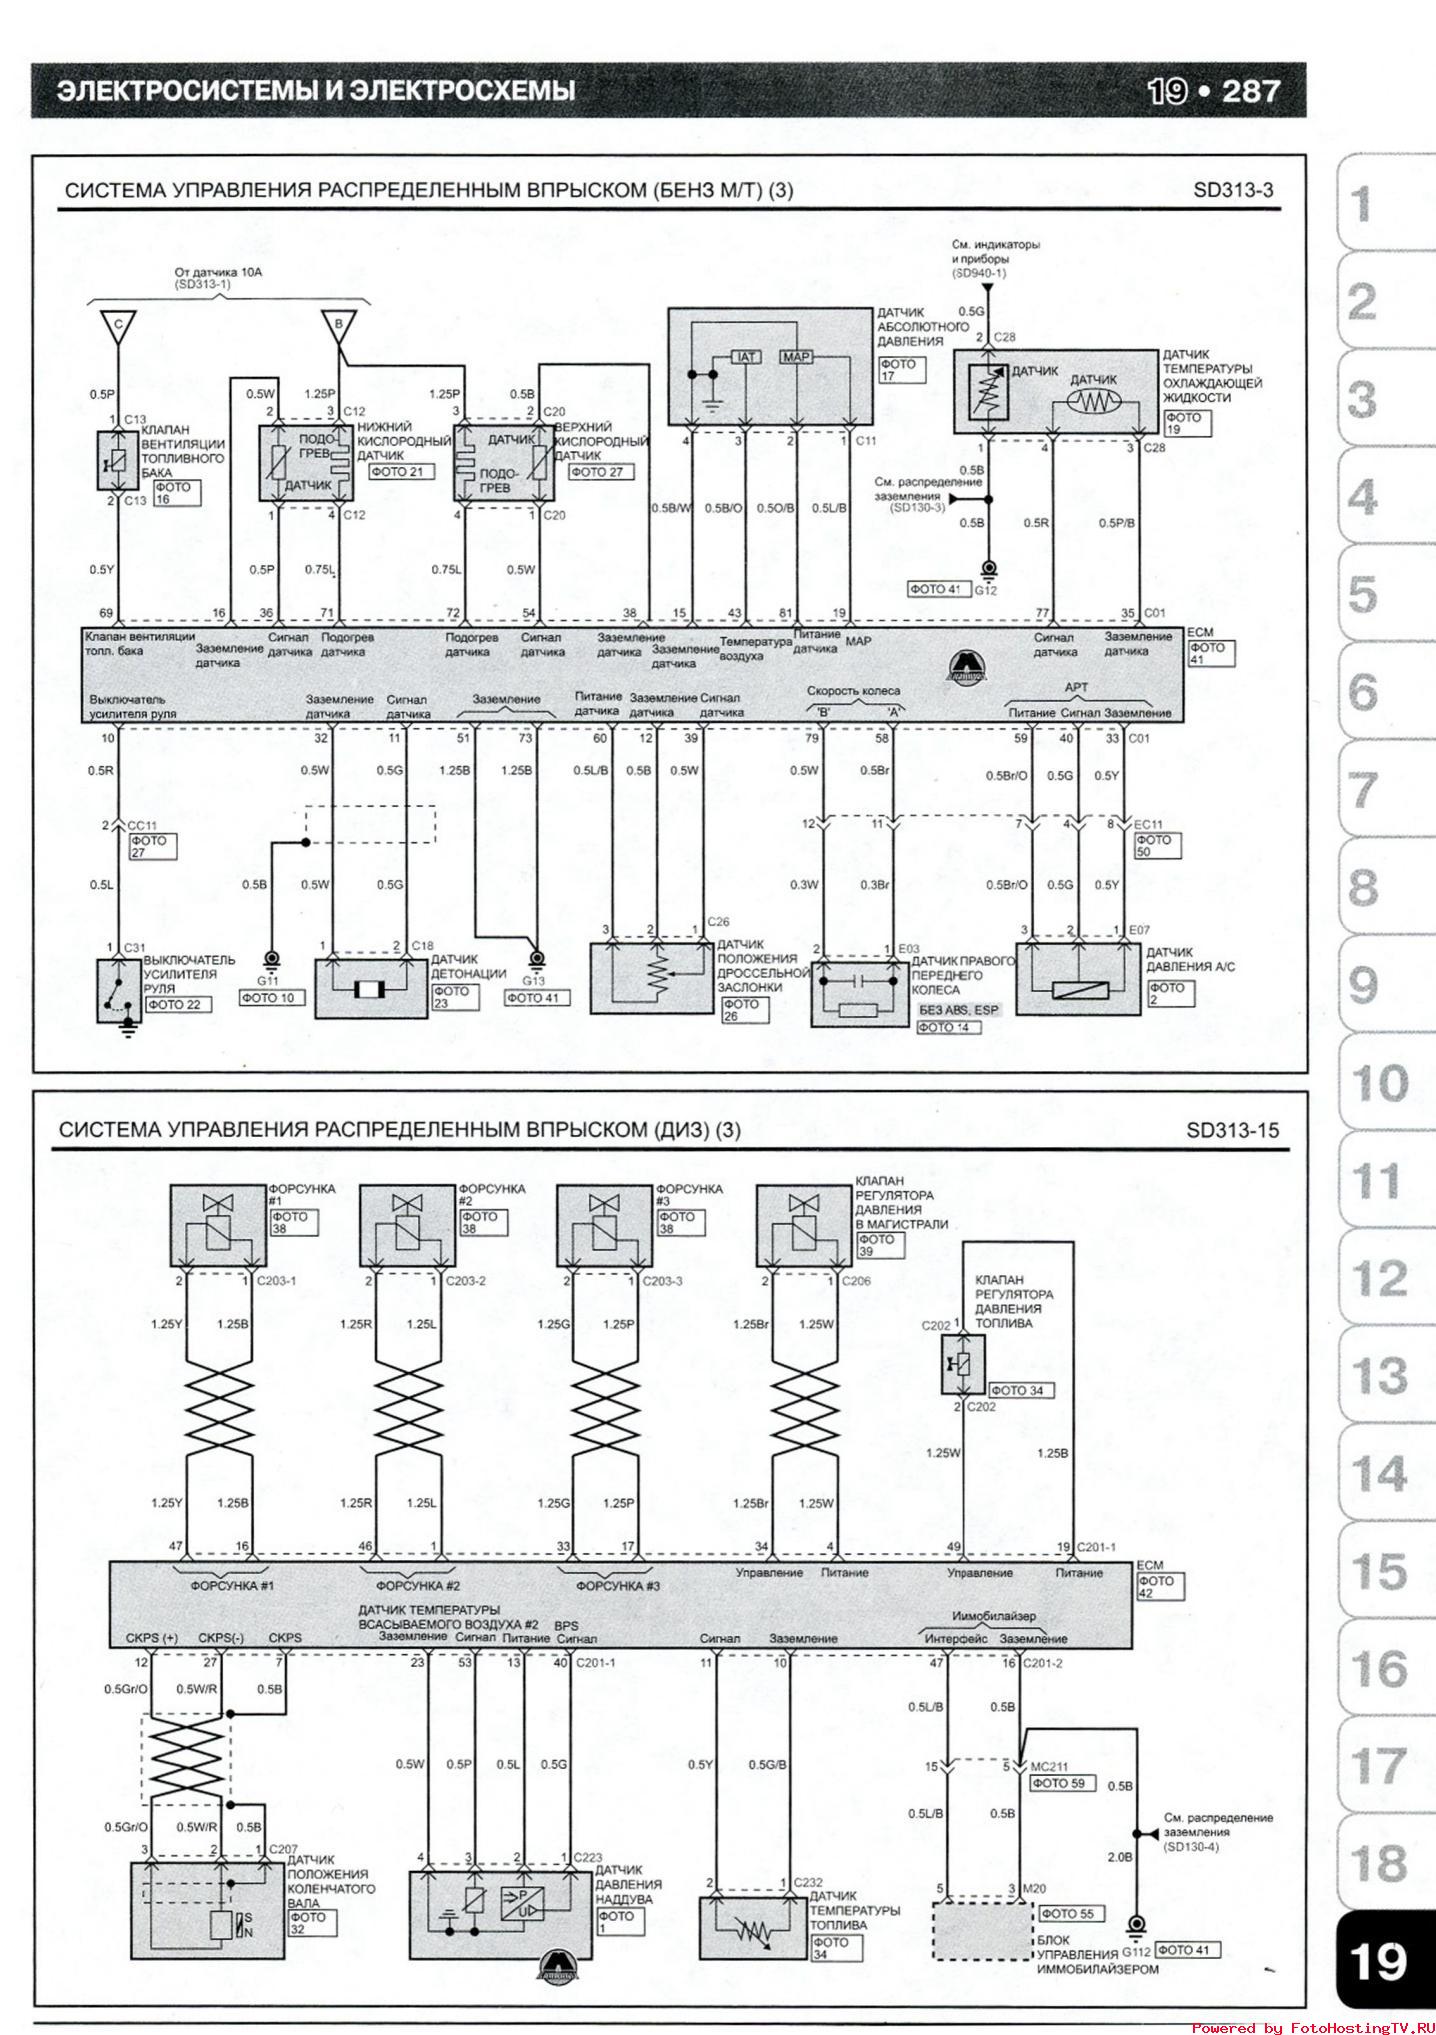 ЭЛЕКТРОСИСТЕМЫ И ЭЛЕКТРОСХЕМЫ 19 • 287
СИСТЕМА УПРАВЛЕНИЯ РАСПРЕДЕЛЕННЫМ ВПРЫСКОМ (БЕНЗ М/Т) (3) SD313-3
См. индикаторы
и приборы
(SD940-1)
От датчика 10A
(SD313-1)
C B
0.5G
2 C28
ДАТЧИК
АБСОЛЮТНОГО
ДАВЛЕНИЯ
ФОТО
17
IAT MAP
ДАТЧИК
ДАТЧИК
ДАТЧИК
ТЕМПЕРАТУРЫ
ОХЛАЖДАЮЩЕЙ
ЖИДКОСТИ
ФОТО
19
0.5P 0.5W 1.25P 1.25P 0.5B
1 C13 2 3 C12 3 2 C20
КЛАПАН
ВЕНТИЛЯЦИИ
ТОПЛИВНОГО
БАКА
ФОТО
16
2 C13
ПОДО-
ГРЕВ
ДАТЧИК
НИЖНИЙ
КИСЛОРОДНЫЙ
ДАТЧИК
ФОТО 21
ДАТЧИК
ПОДО-
ГРЕВ
ВЕРХНИЙ
КИСЛОРОДНЫЙ
ДАТЧИК
ФОТО 27
1 4 C12 4 1 C20
4 3 2 1 C11
1 4 3 C28
0.5B
См. распределение
заземления
(SD130-3)
0.5B 0.5R 0.5P/B
0.5B/W 0.5B/O 0.5O/B 0.5L/B
0.5Y 0.5P 0.75L 0.75L 0.5W
ФОТО 41 G12
69 16 36 71 72 54 38 15 43 81 19 77 35 C01
Клапан вентиляции
топл. бака
Заземление
датчика
Сигнал
датчика
Подогрев
датчика
Подогрев
датчика
Сигнал
датчика
Заземление
датчика
Заземление
датчика
Температура
воздуха
Питание
датчика
MAP
Сигнал
датчика
Заземление
датчика
ECM
ФОТО
41
Выключатель
усилителя руля
Заземление
датчика
Сигнал
датчика
Заземление
Питание
датчика
Заземление
датчика
Сигнал
датчика
Скорость колеса
'B' 'A'
APT
Питание Сигнал Заземление
10 32 11 51 73 60 12 39 79 58 59 40 33 C01
0.5R 0.5W 0.5G 1.25B 1.25B 0.5L/B 0.5B 0.5W 0.5W 0.5Br 0.5Br/O 0.5G 0.5Y
2 CC11
ФОТО
27
12 11 7 4 8 EC11
ФОТО
50
0.5L 0.5B 0.5W 0.5G 0.3W 0.3Br 0.5Br/O 0.5G 0.5Y
1 C31 1 2 C18 3 2 1 C26 2 1 E03 3 2 1 E07
ВЫКЛЮЧАТЕЛЬ
УСИЛИТЕЛЯ
РУЛЯ
ФОТО 22
G11
ФОТО 10
ДАТЧИК
ДЕТОНАЦИИ
ФОТО
23
G13
ФОТО 41
ДАТЧИК
ПОЛОЖЕНИЯ
ДРОССЕЛЬНОЙ
ЗАСЛОНКИ
ФОТО
26
ДАТЧИК ПРАВОГО
ПЕРЕДНЕГО
КОЛЕСА
БЕЗ ABS, ESP
ФОТО 14
ДАТЧИК
ДАВЛЕНИЯ A/C
ФОТО
2
СИСТЕМА УПРАВЛЕНИЯ РАСПРЕДЕЛЕННЫМ ВПРЫСКОМ (ДИЗ) (3) SD313-15
ФОРСУНКА
#1
ФОТО
38
ФОРСУНКА
#2
ФОТО
38
ФОРСУНКА
#3
ФОТО
38
КЛАПАН
РЕГУЛЯТОРА
ДАВЛЕНИЯ
В МАГИСТРАЛИ
ФОТО
39
2 1 C203-1 2 1 C203-2 2 1 C203-3 2 1 C206
КЛАПАН
РЕГУЛЯТОРА
ДАВЛЕНИЯ
ТОПЛИВА
C202 1
ФОТО 34
2 C202
1.25Y 1.25B 1.25R 1.25L 1.25G 1.25P 1.25Br 1.25W
1.25W 1.25B
1.25Y 1.25B 1.25R 1.25L 1.25G 1.25P 1.25Br 1.25W
47 16 46 1 33 17 34 4 49 19 C201-1
ФОРСУНКА #1 ФОРСУНКА #2 ФОРСУНКА #3
Управление Питание Управление Питание
ECM
ФОТО
42
ДАТЧИК ТЕМПЕРАТУРЫ
ВСАСЫВАЕМОГО ВОЗДУХА #2 BPS
CKPS (+) CKPS(-) CKPS
Заземление Сигнал Питание Сигнал
Сигнал Заземление
Иммобилайзер
Интерфейс Заземление
12 27 7 23 53 13 40 C201-1 11 10 47 16 C201-2
0.5Gr/O 0.5W/R 0.5B
0.5L/B 0.5B
0.5W 0.5P 0.5L 0.5G 0.5Y 0.5G/B
15 5 MC211
ФОТО 59
0.5B
0.5L/B 0.5B
См. распределение
заземления
(SD130-4)
2.0B
0.5Gr/O 0.5W/R 0.5B
3 2 1 C207
4 3 2 1 C223
2 1 C232
5 3 M20
ДАТЧИК
ПОЛОЖЕНИЯ
КОЛЕНЧАТОГО
ВАЛА
ФОТО
32
S
N
P
U
ДАТЧИК
ДАВЛЕНИЯ
НАДДУВА
ФОТО
1
ДАТЧИК
ТЕМПЕРАТУРЫ
ТОПЛИВА
ФОТО
34
ФОТО 55
БЛОК
УПРАВЛЕНИЯ
ИММОБИЛАЙЗЕРОМ
G112 ФОТО 41
1
2
3
4
5
6
7
8
9
10
11
12
13
14
15
16
17
18
19
Powered by FotoHostingTV.RU